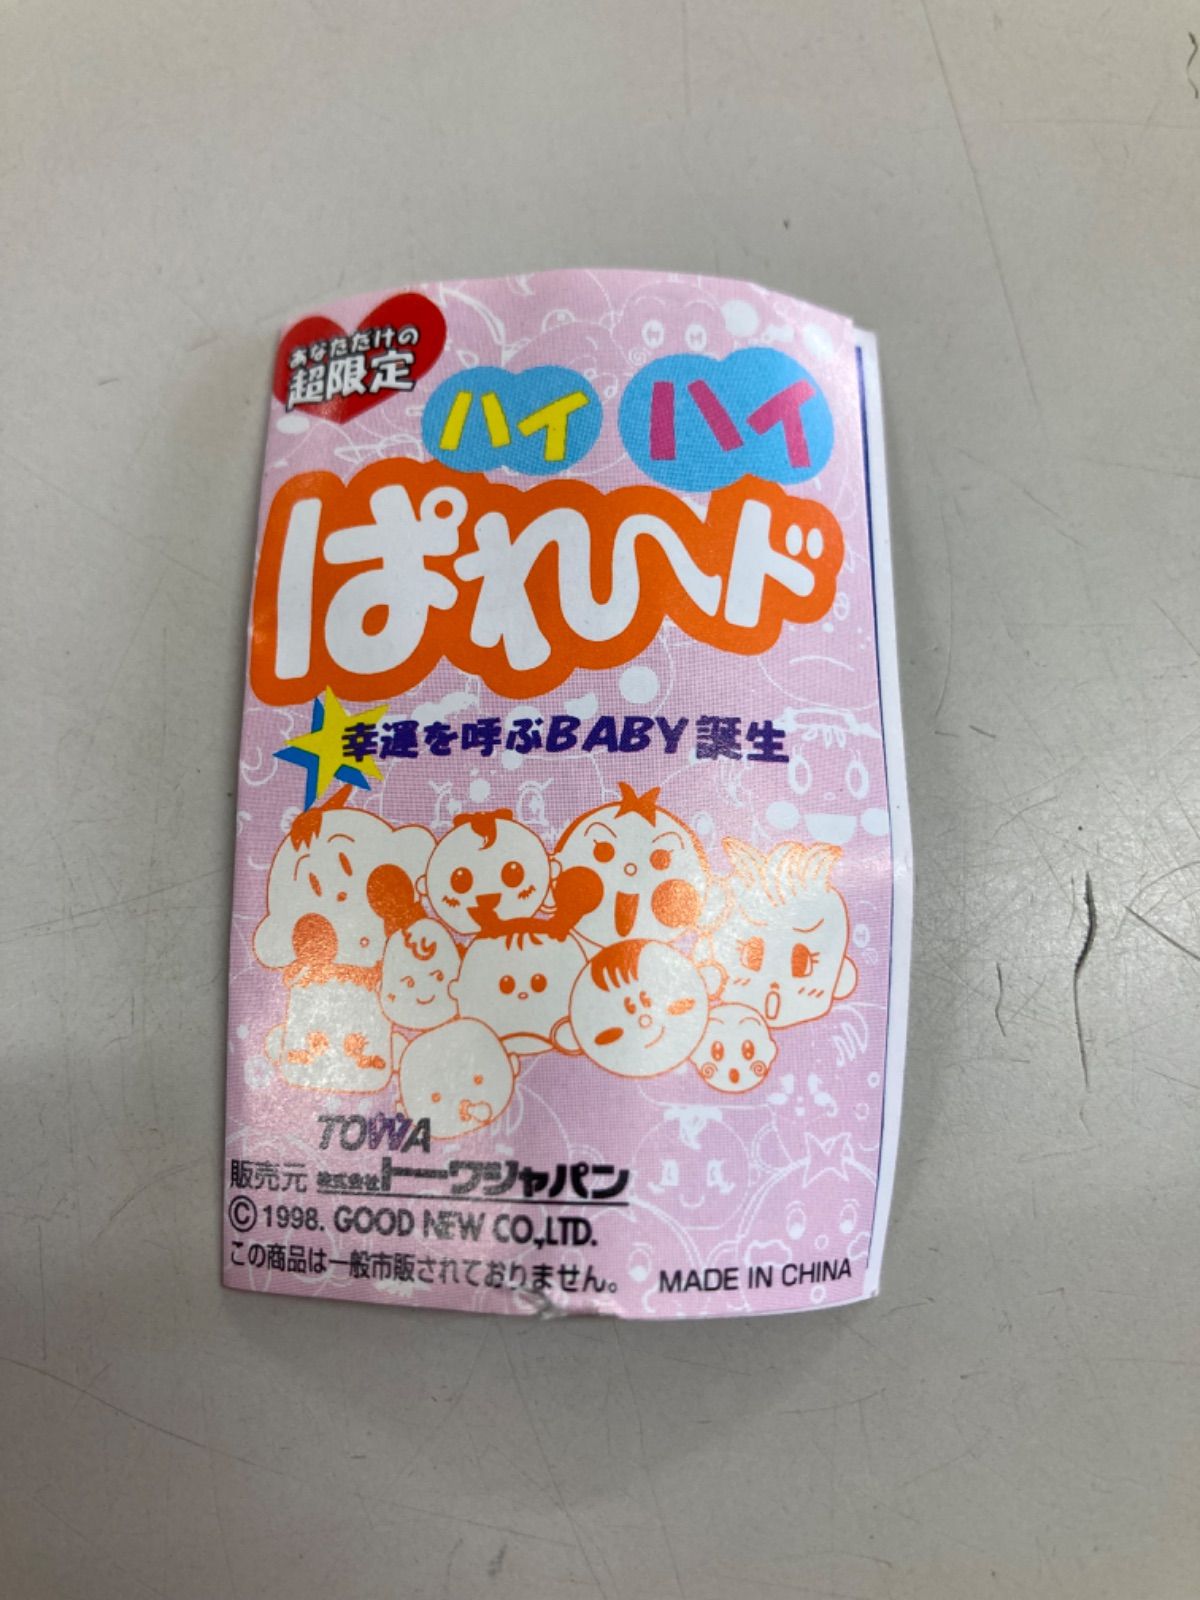 あなただけの
超限定
ハイ ハイ
ぱれ〜ド
幸運を呼ぶBABY誕生
TOWA
販売元 株式会社トーワジャパン
© 1998. GOOD NEW CO.,LTD.
この商品は一般市販されておりません。 MADE IN CHINA